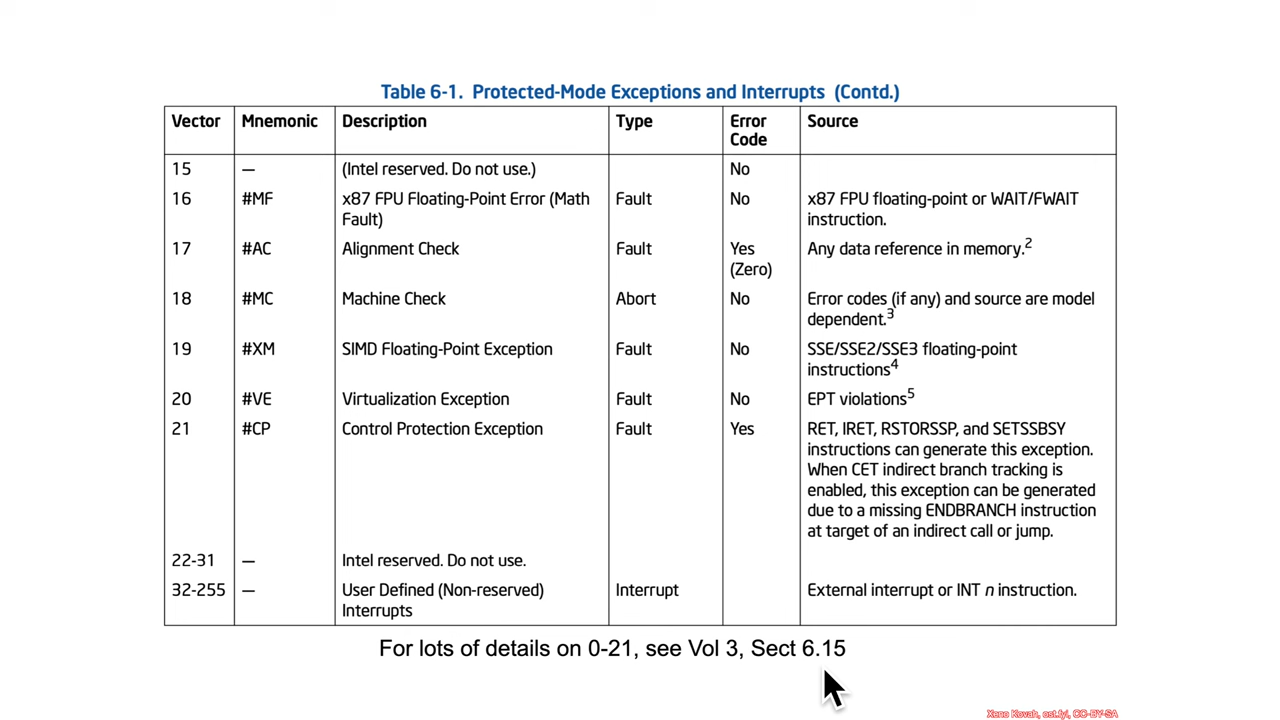 Table 6-1. Protected-Mode Exceptions and Interrupts (Contd.)
Vector Mnemonic Description Type Error Code Source
15 — (Intel reserved. Do not use.) No
16 #MF x87 FPU Floating-Point Error (Math Fault) Fault No x87 FPU floating-point or WAIT/FWAIT instruction.
17 #AC Alignment Check Fault Yes (Zero) Any data reference in memory.2
18 #MC Machine Check Abort No Error codes (if any) and source are model dependent.3
19 #XM SIMD Floating-Point Exception Fault No SSE/SSE2/SSE3 floating-point instructions4
20 #VE Virtualization Exception Fault No EPT violations5
21 #CP Control Protection Exception Fault Yes RET, IRET, RSTORSSP, and SETSSBSY
instructions can generate this exception.
When CET indirect branch tracking is
enabled, this exception can be generated
due to a missing ENDBRANCH instruction
at target of an indirect call or jump.
22-31 — Intel reserved. Do not use.
32-255 — User Defined (Non-reserved) Interrupts Interrupt External interrupt or INT n instruction.
For lots of details on 0-21, see Vol 3, Sect 6.15
Xeno Kovah, ost.fyi, CC-BY-SA